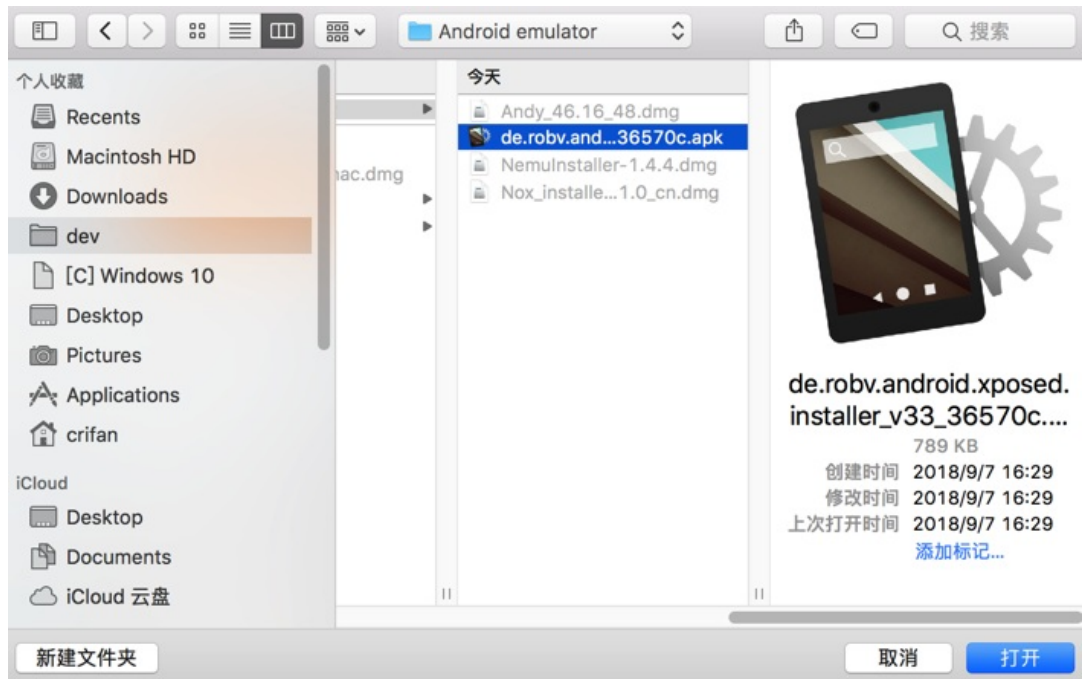 Android emulator
搜索
个人收藏
Recents
Macintosh HD
Downloads
dev
[C] Windows 10
Desktop
Pictures
Applications
crifan
iCloud
Desktop
Documents
iCloud 云盘
nac.dmg
今天
Andy_46.16_48.dmg
de.robv.and...36570c.apk
NemuInstaller-1.4.4.dmg
Nox_installe...1.0_cn.dmg
de.robv.android.xposed.
installer_v33_36570c....
789 KB
创建时间 2018/9/7 16:29
修改时间 2018/9/7 16:29
上次打开时间 2018/9/7 16:29
添加标记...
新建文件夹
取消
打开